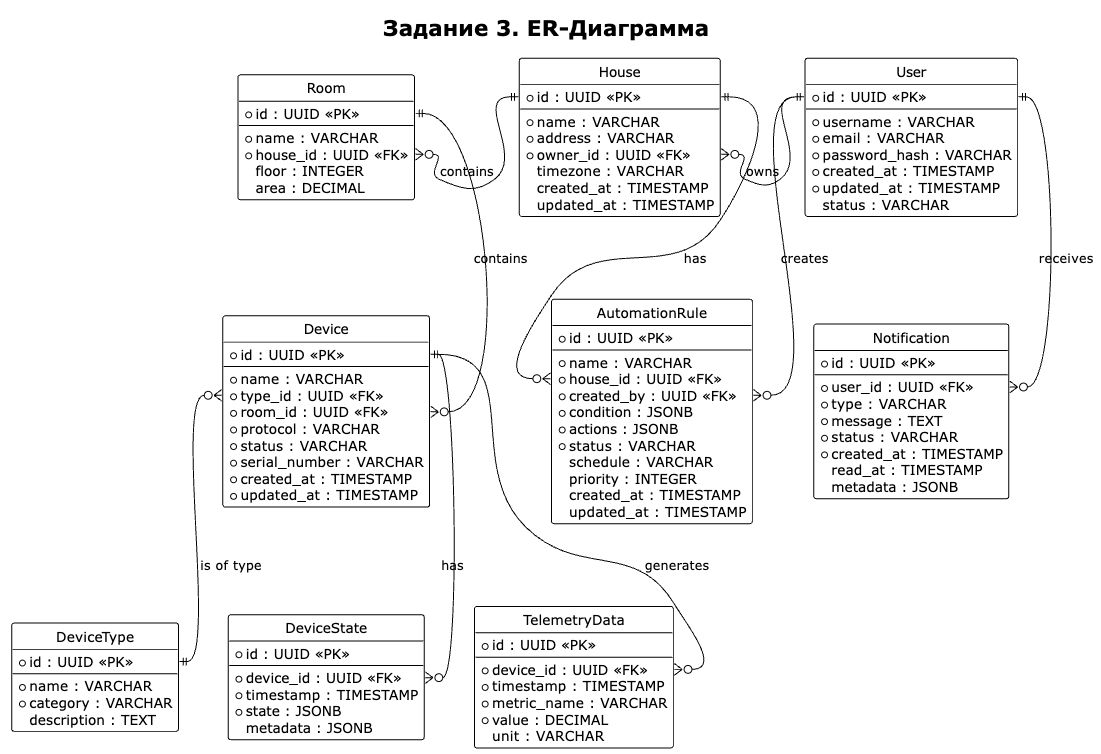 Задание 3. ER-Диаграмма
Room
id : UUID «PK»
name : VARCHAR
house_id : UUID «FK»
floor : INTEGER
area : DECIMAL
House
id : UUID «PK»
name : VARCHAR
address : VARCHAR
owner_id : UUID «FK»
timezone : VARCHAR
created_at : TIMESTAMP
updated_at : TIMESTAMP
User
id : UUID «PK»
username : VARCHAR
email : VARCHAR
password_hash : VARCHAR
created_at : TIMESTAMP
updated_at : TIMESTAMP
status : VARCHAR
contains
owns
contains
has
creates
receives
Device
id : UUID «PK»
name : VARCHAR
type_id : UUID «FK»
room_id : UUID «FK»
protocol : VARCHAR
status : VARCHAR
serial_number : VARCHAR
created_at : TIMESTAMP
updated_at : TIMESTAMP
AutomationRule
id : UUID «PK»
name : VARCHAR
house_id : UUID «FK»
created_by : UUID «FK»
condition : JSONB
actions : JSONB
status : VARCHAR
schedule : VARCHAR
priority : INTEGER
created_at : TIMESTAMP
updated_at : TIMESTAMP
Notification
id : UUID «PK»
user_id : UUID «FK»
type : VARCHAR
message : TEXT
status : VARCHAR
created_at : TIMESTAMP
read_at : TIMESTAMP
metadata : JSONB
is of type
has
generates
DeviceType
id : UUID «PK»
name : VARCHAR
category : VARCHAR
description : TEXT
DeviceState
id : UUID «PK»
device_id : UUID «FK»
timestamp : TIMESTAMP
state : JSONB
metadata : JSONB
TelemetryData
id : UUID «PK»
device_id : UUID «FK»
timestamp : TIMESTAMP
metric_name : VARCHAR
value : DECIMAL
unit : VARCHAR